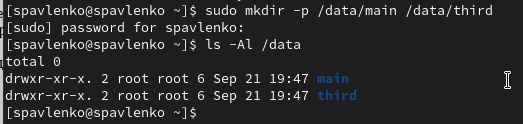 [spavlenko@spavlenko ~]$ sudo mkdir -p /data/main /data/third
[sudo] password for spavlenko:
[spavlenko@spavlenko ~]$ ls -Al /data
total 0
drwxr-xr-x. 2 root root 6 Sep 21 19:47 main
drwxr-xr-x. 2 root root 6 Sep 21 19:47 third
[spavlenko@spavlenko ~]$